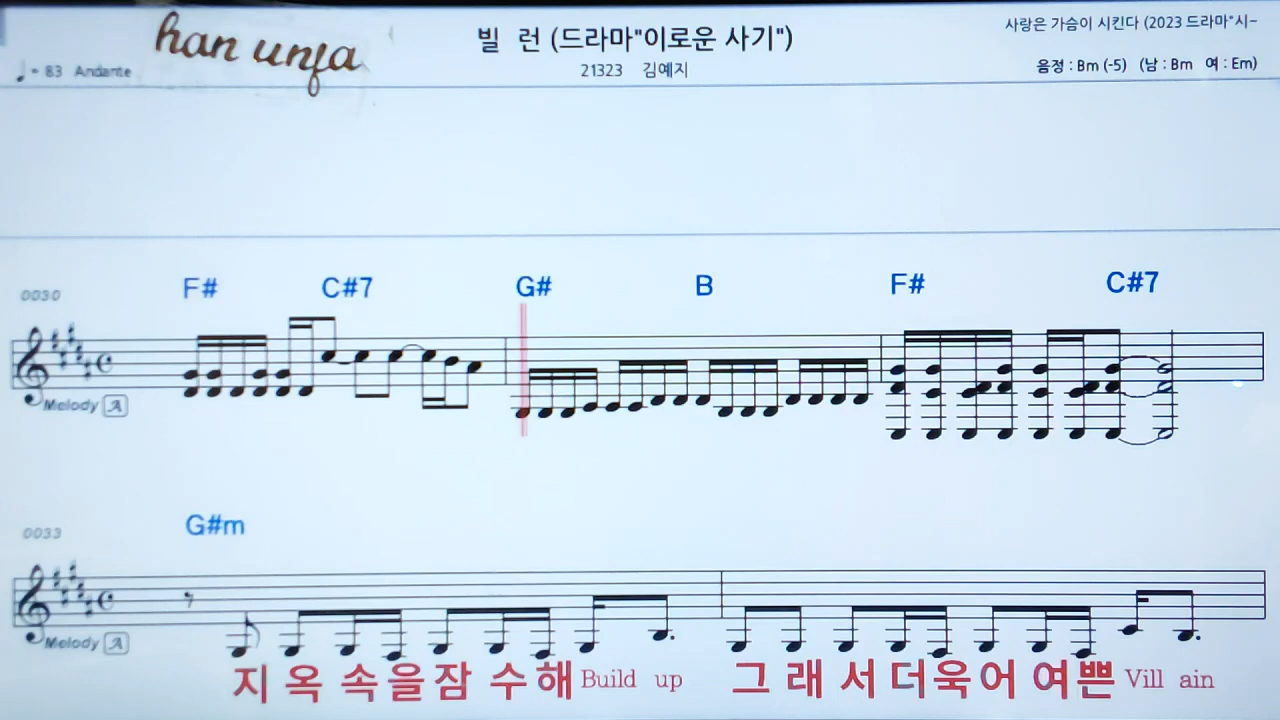 han unja
빌 런 (드라마"이로운 사기")
사랑은 가슴이 시킨다 (2023 드라마"시~
♩= 83 Andante
21323 김예지
음정 : Bm (-5) (남 : Bm 여 : Em)
0030 F# C#7 G# B F# C#7
Melody A
0033 G#m
Melody A
지 옥 속을잠 수해 Build up 그 래 서 더욱어 여쁜 Vill ain